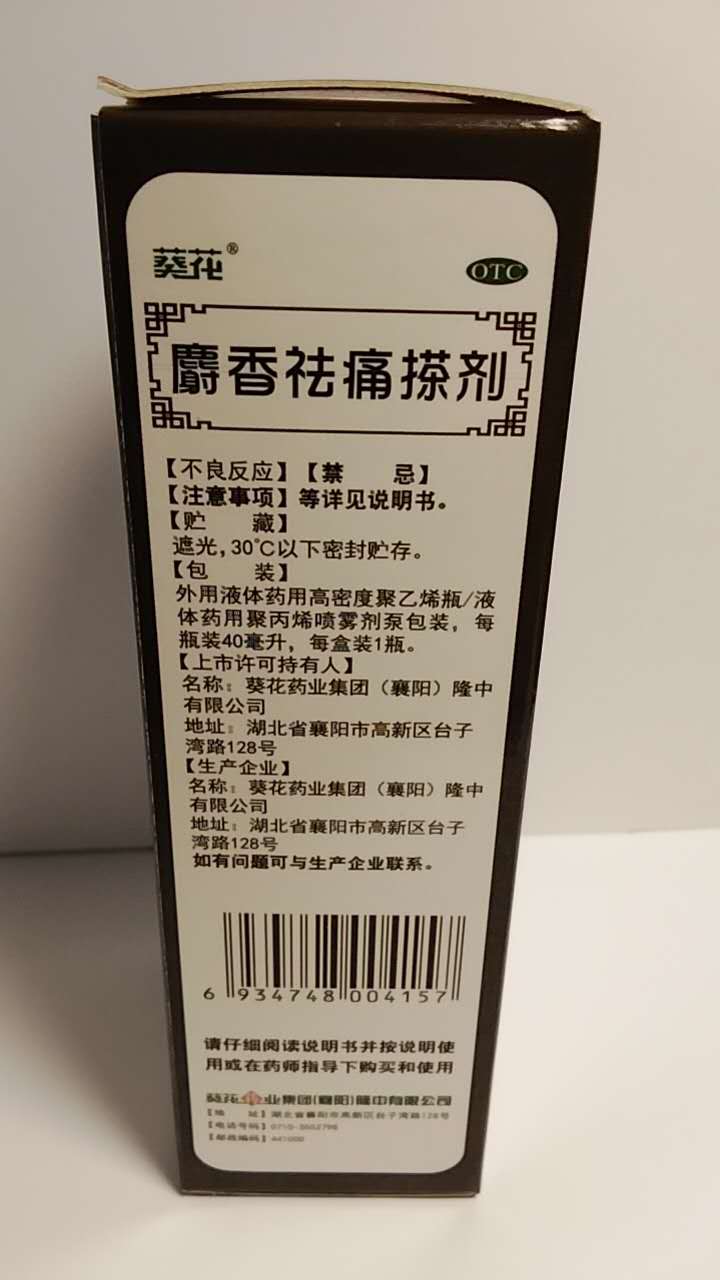 葵花®
OTC
麝香祛痛搽剂
【不良反应】【禁 忌】
【注意事项】等详见说明书。
【贮 藏】
遮光,30℃以下密封贮存。
【包 装】
外用液体药用高密度聚乙烯瓶/液
体药用聚丙烯喷雾剂泵包装，每
瓶装40毫升，每盒装1瓶。
【上市许可持有人】
名称：葵花药业集团（襄阳）隆中
有限公司
地址：湖北省襄阳市高新区台子
湾路128号
【生产企业】
名称：葵花药业集团（襄阳）隆中
有限公司
地址：湖北省襄阳市高新区台子
湾路128号
如有问题可与生产企业联系。
6 934748 004157
请仔细阅读说明书并按说明使
用或在药师指导下购买和使用
葵花药业集团(襄阳)隆中有限公司
【地 址】湖北省襄阳市高新区台子湾路128号
【电话号码】
【邮政编码】441000